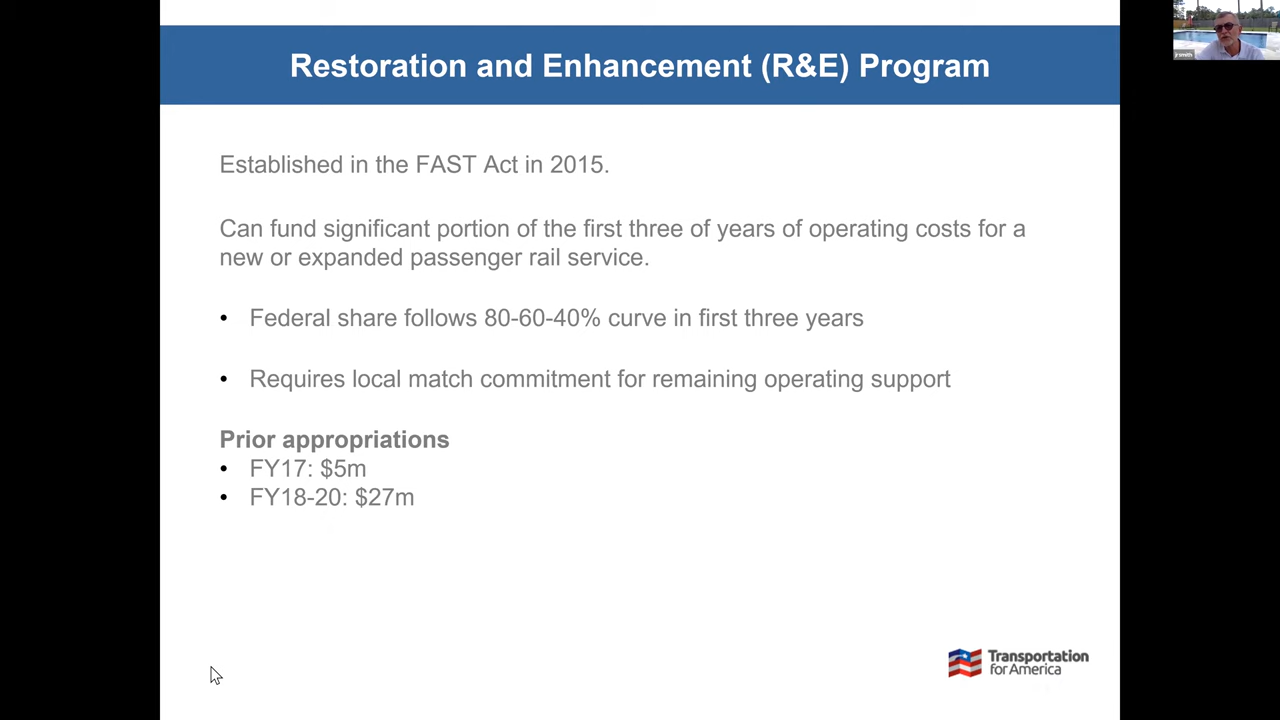 Restoration and Enhancement (R&E) Program
jr smith
Established in the FAST Act in 2015.
Can fund significant portion of the first three of years of operating costs for a
new or expanded passenger rail service.
• Federal share follows 80-60-40% curve in first three years
• Requires local match commitment for remaining operating support
Prior appropriations
• FY17: $5m
• FY18-20: $27m
Transportation
for America